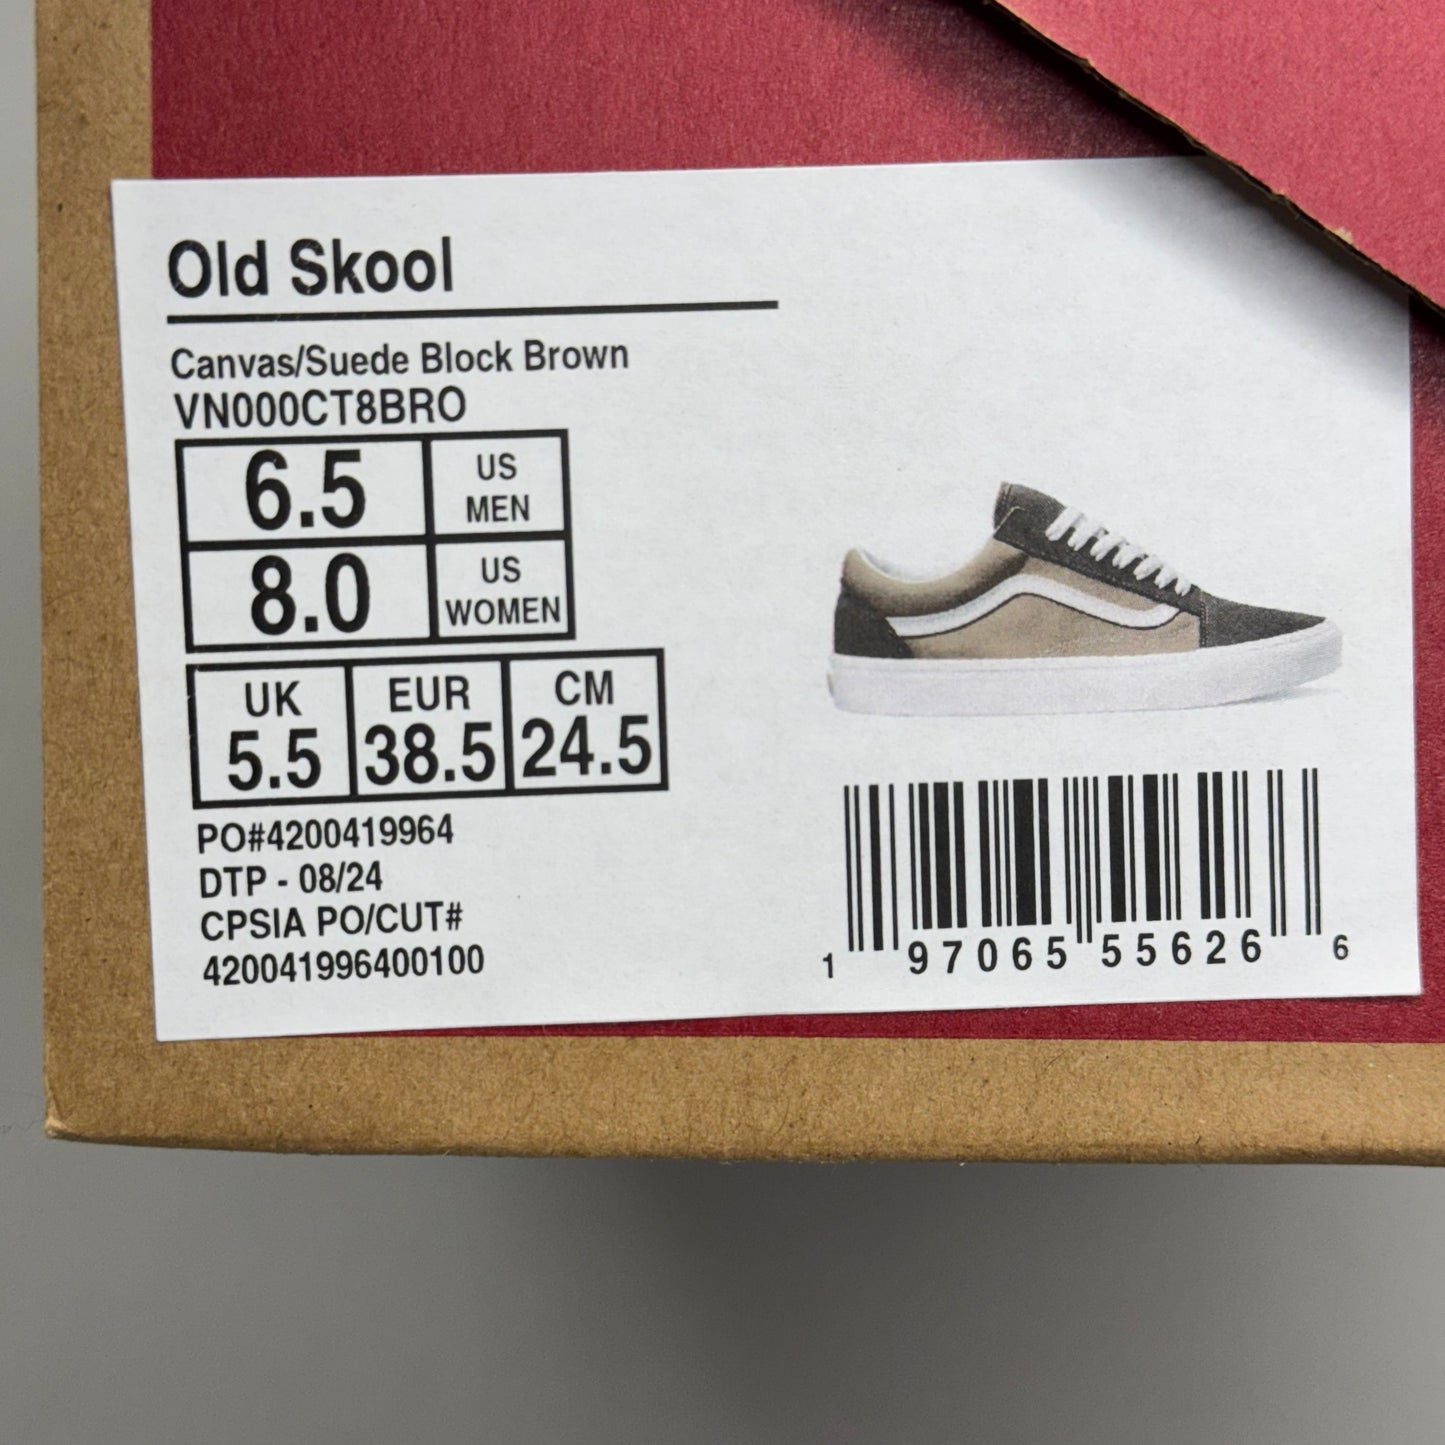 Old Skool
Canvas/Suede Block Brown
VN000CT8BRO
6.5 US MEN
8.0 US WOMEN
UK EUR CM
5.5 38.5 24.5
PO#4200419964
DTP - 08/24
CPSIA PO/CUT#
420041996400100
1 97065 55626 6